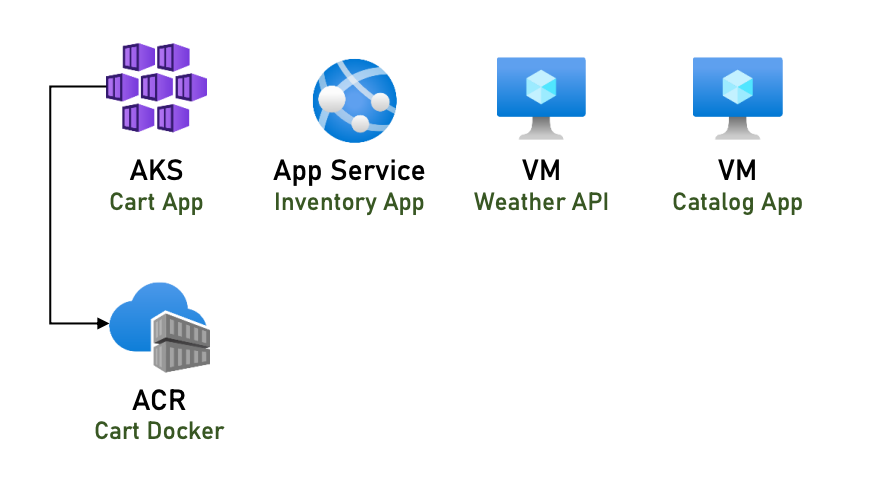 AKS
Cart App
App Service
Inventory App
VM
Weather API
VM
Catalog App
ACR
Cart Docker